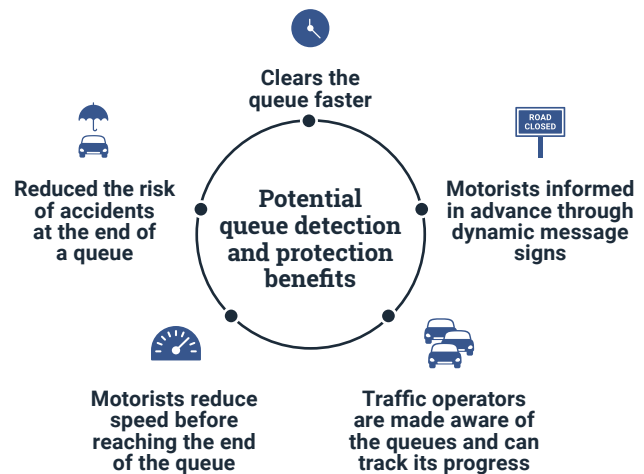 Clears the
queue faster
ROAD
CLOSED
Reduced the risk
of accidents
at the end of
a queue
Potential
queue detection
and protection
benefits
Motorists informed
in advance through
dynamic message
signs
Motorists reduce
speed before
reaching the end
of the queue
Traffic operators
are made aware of
the queues and can
track its progress